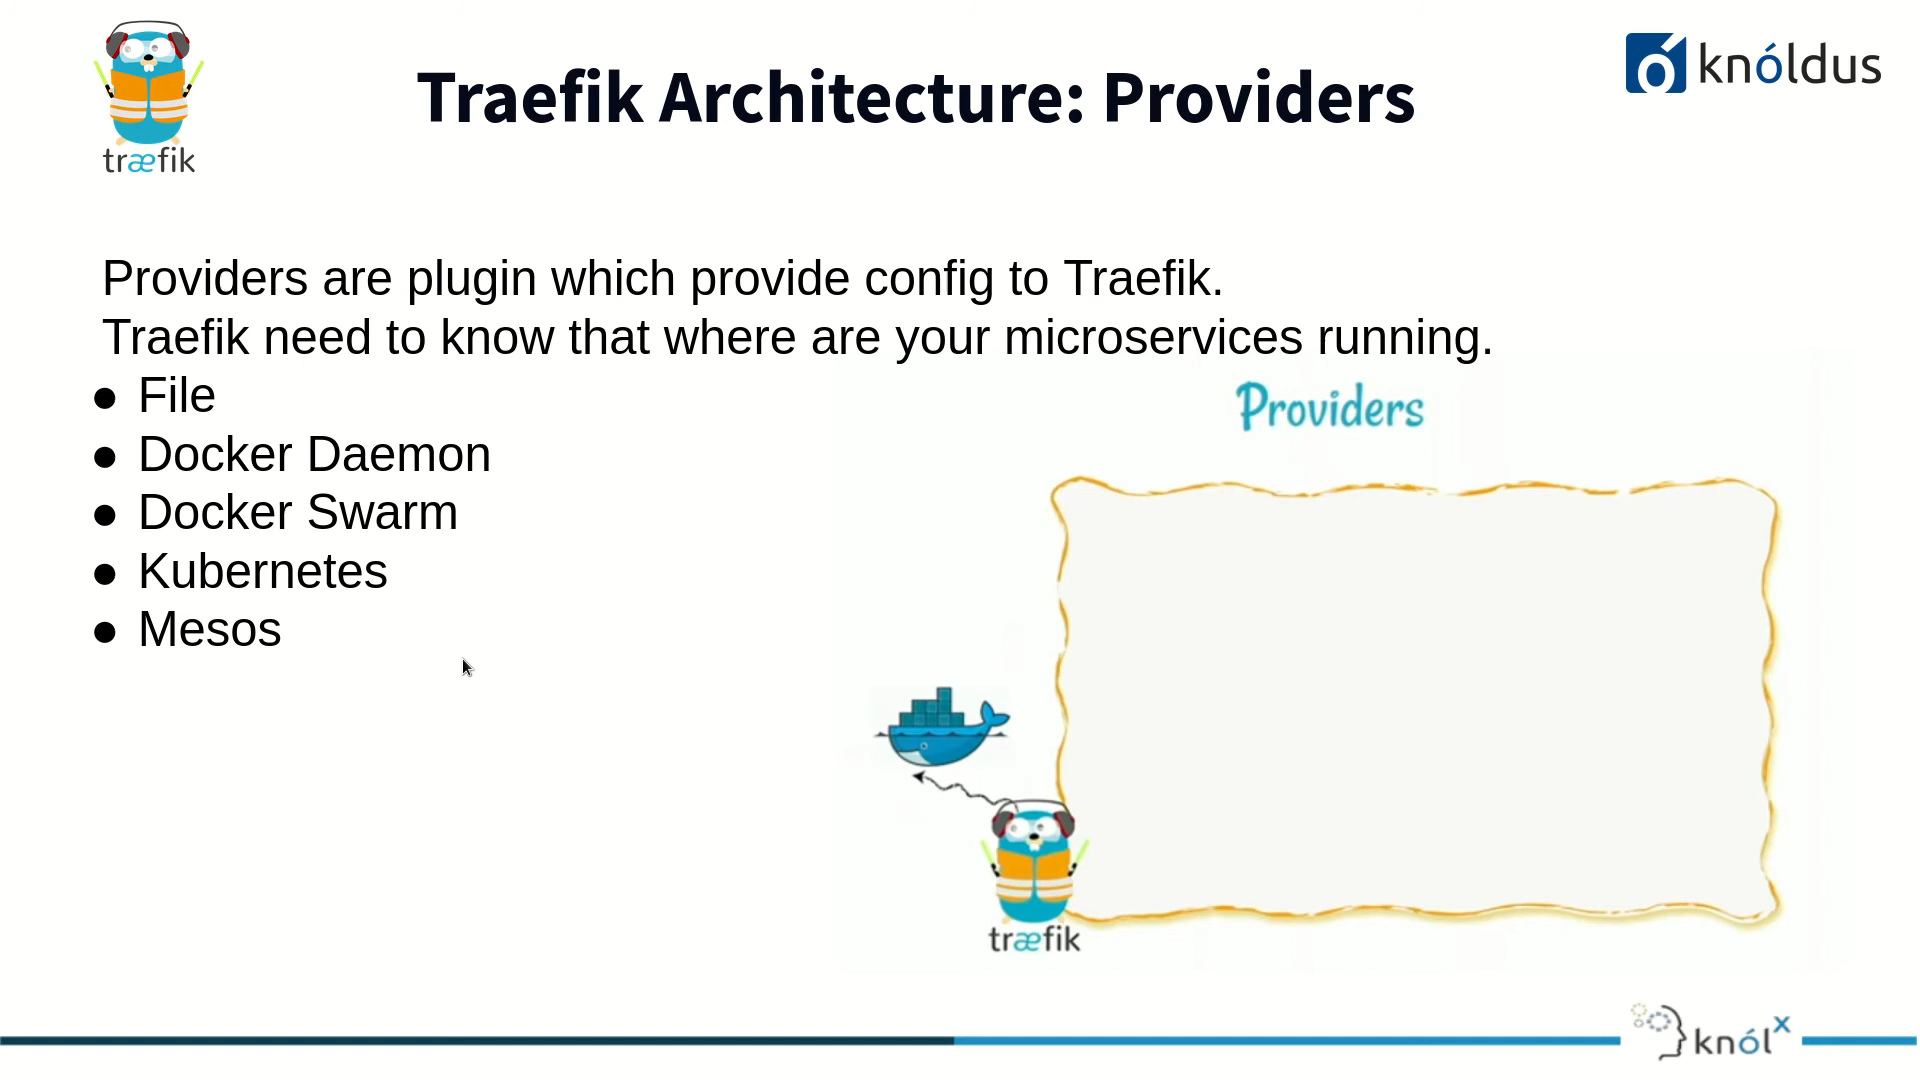 træfik
Traefik Architecture: Providers
knóldus
Providers are plugin which provide config to Traefik.
Traefik need to know that where are your microservices running.
● File
● Docker Daemon
● Docker Swarm
● Kubernetes
● Mesos
Providers
træfik
knólx